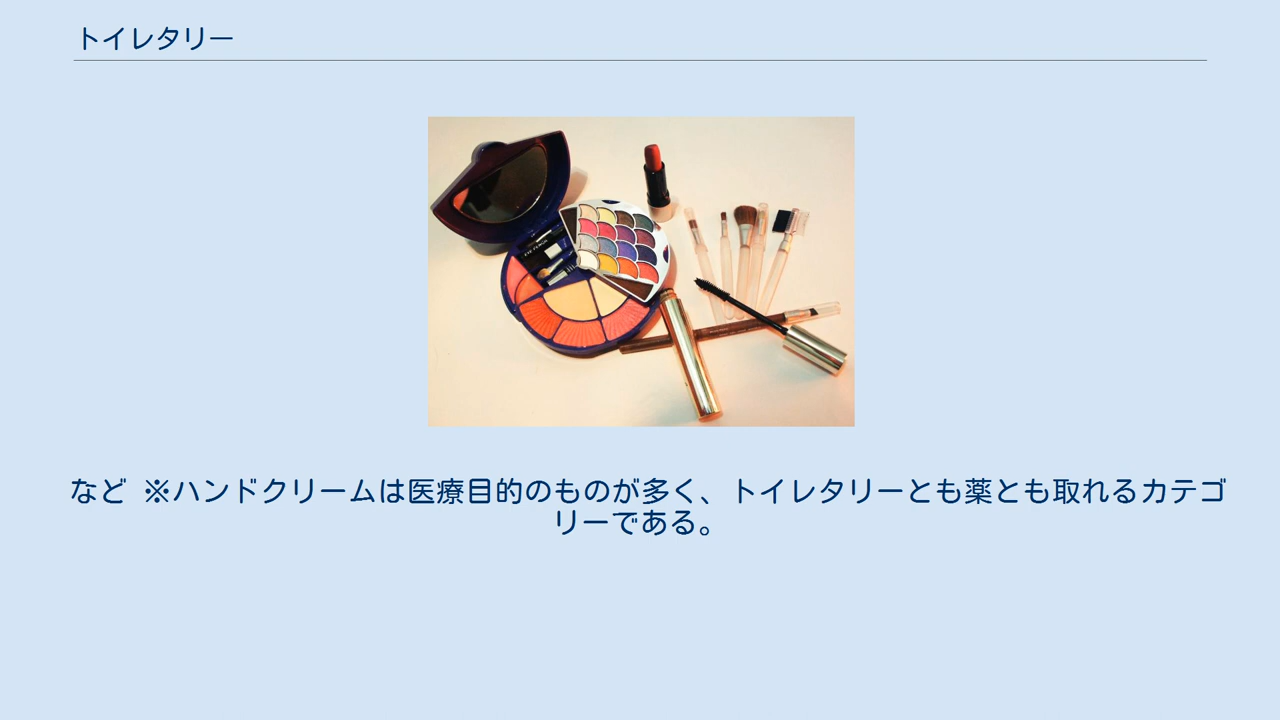 トイレタリー
など ※ハンドクリームは医療目的のものが多く、トイレタリーとも薬とも取れるカテゴ
リーである。